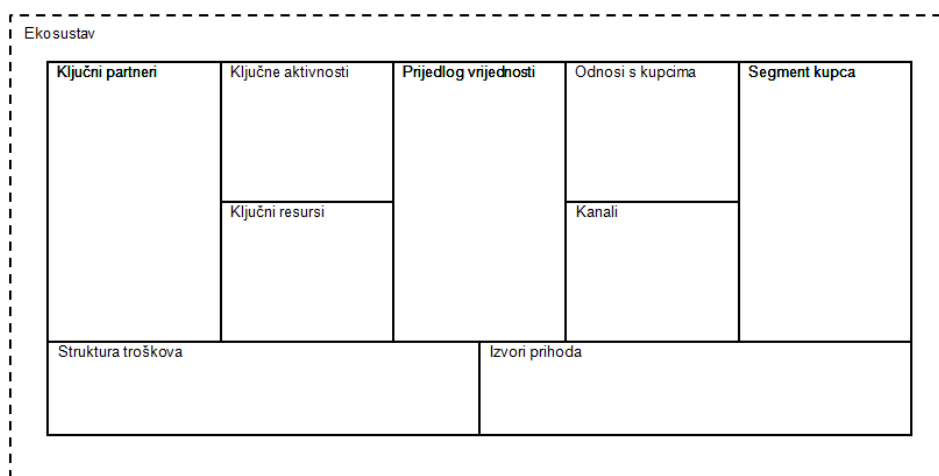 Ekosustav
Ključni partneri
Ključne aktivnosti
Prijedlog vrijednosti
Odnosi s kupcima
Segment kupca
Ključni resursi
Kanali
Struktura troškova
Izvori prihoda